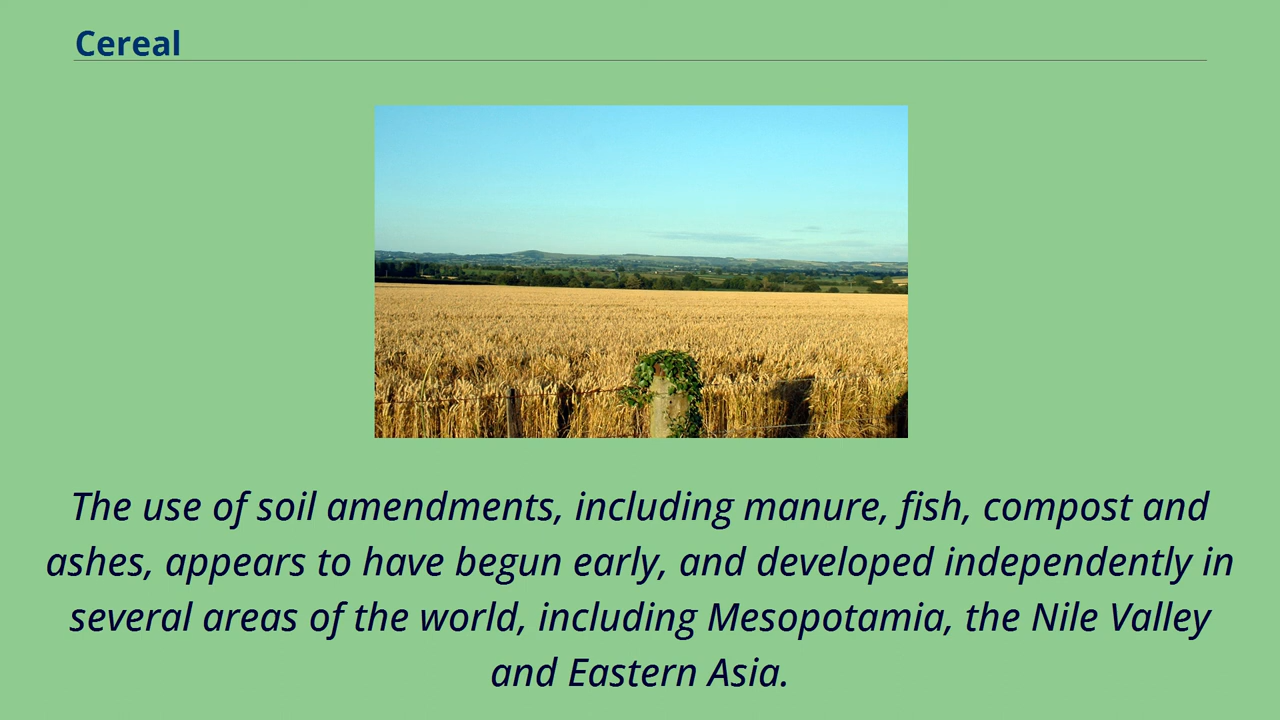 Cereal
The use of soil amendments, including manure, fish, compost and
ashes, appears to have begun early, and developed independently in
several areas of the world, including Mesopotamia, the Nile Valley
and Eastern Asia.